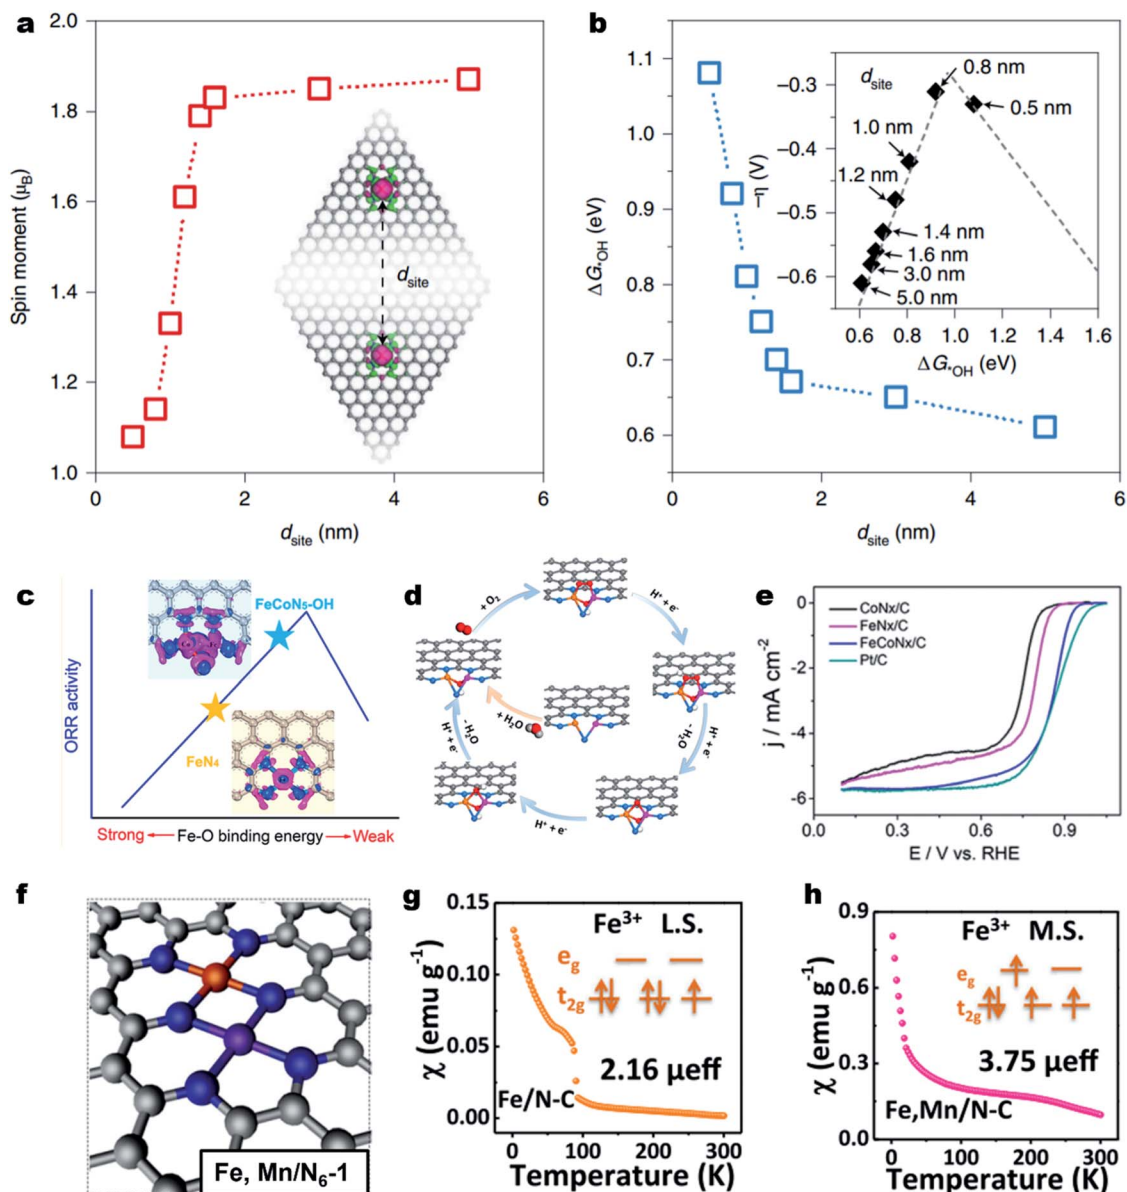 a
2.0
1.8
1.6
1.4
1.2
1.0
0
2
4
6
Spin moment (μB)
dsite (nm)
dsite
b
1.1
1.0
0.9
0.8
0.7
0.6
0
2
4
6
ΔG*OH (eV)
dsite (nm)
dsite
0.8 nm
0.5 nm
1.0 nm
1.2 nm
1.4 nm
1.6 nm
3.0 nm
5.0 nm
−0.3
−0.4
−0.5
−0.6
−η (V)
0.6 0.8 1.0 1.2 1.4 1.6
ΔG*OH (eV)
c
FeCoN5-OH
FeN4
ORR activity
Strong Fe-O binding energy Weak
d
+ O2
H+ + e-
H+ + e-
- H2O
H+ + e-
H+ + e-
- H2O
+ H2O
e
CoNx/C
FeNx/C
FeCoNx/C
Pt/C
0
-2
-4
-6
j / mA cm-2
0.0 0.3 0.6 0.9
E / V vs. RHE
f
Fe, Mn/N6-1
g
0.15
0.10
0.05
0.00
χ (emu g-1)
Fe3+ L.S.
eg
t2g
2.16 μeff
Fe/N-C
0 100 200 300
Temperature (K)
h
0.9
0.6
0.3
0.0
χ (emu g-1)
Fe3+ M.S.
eg
t2g
3.75 μeff
Fe,Mn/N-C
0 100 200 300
Temperature (K)